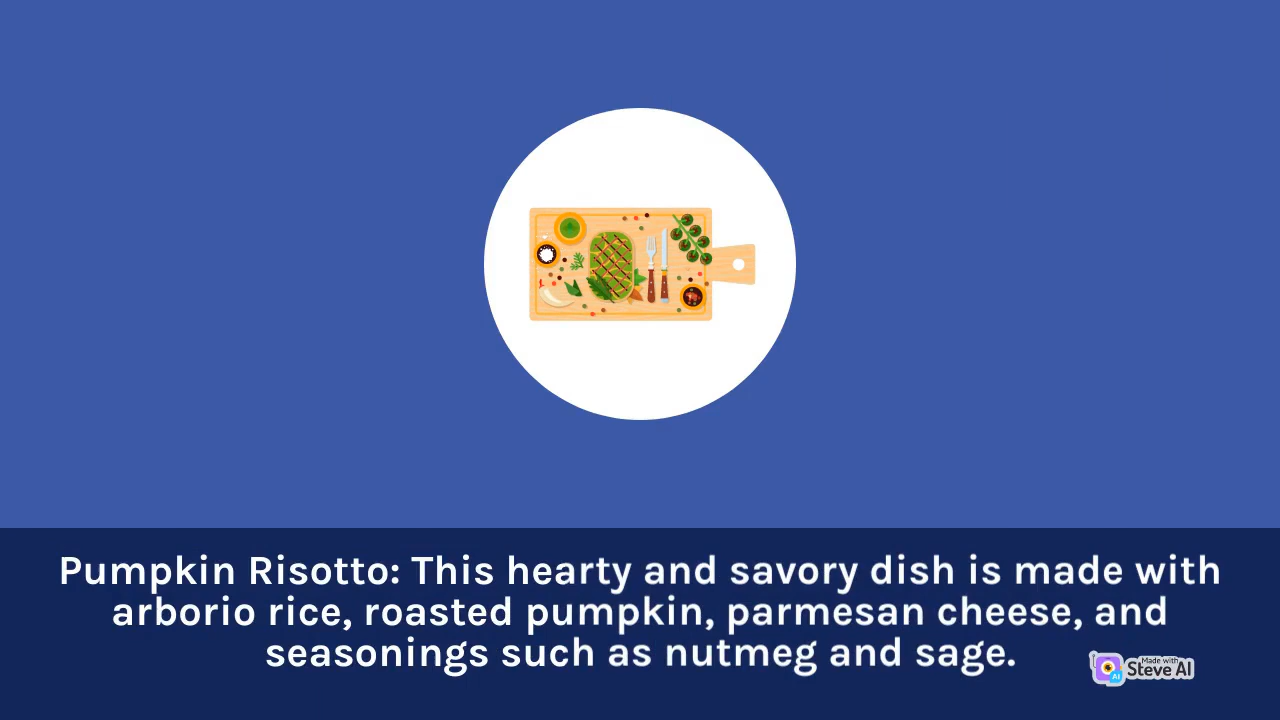 Pumpkin Risotto: This hearty and savory dish is made with
arborio rice, roasted pumpkin, parmesan cheese, and
seasonings such as nutmeg and sage.
Made with
Steve AI
AI